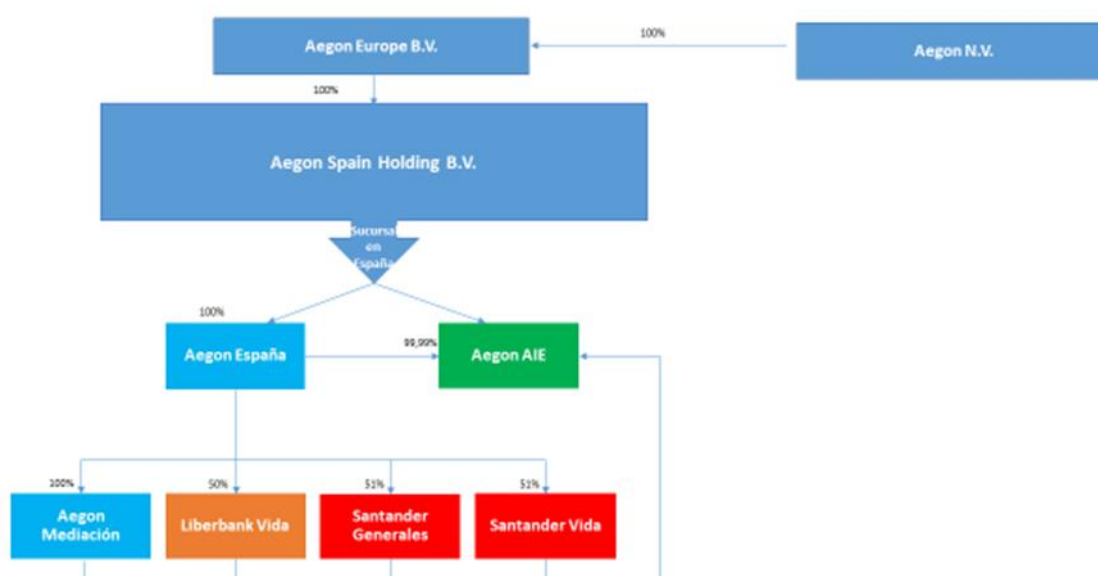 Aegon Europe B.V.
100%
Aegon N.V.
100%
Aegon Spain Holding B.V.
Sucursal
en
España
100%
Aegon España
99,99%
Aegon AIE
100%
50%
51%
51%
Aegon
Mediación
Liberbank Vida
Santander
Generales
Santander Vida